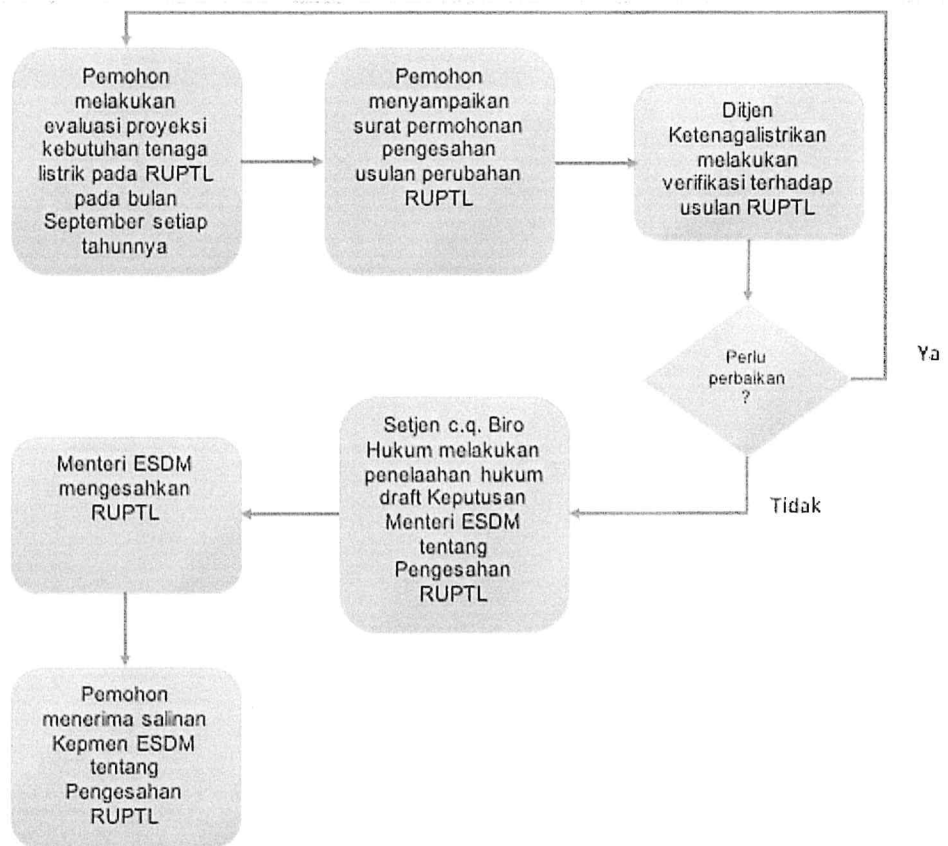 Pemohon
melakukan
evaluasi proyeksi
kebutuhan tenaga
listrik pada RUPTL
pada bulan
September setiap
tahunnya
Pemohon
menyampaikan
surat permohonan
pengesahan
usulan perubahan
RUPTL
Ditjen
Ketenagalistrikan
melakukan
verifikasi terhadap
usulan RUPTL
Perlu
perbaikan
?
Ya
Tidak
Setjen c.q. Biro
Hukum melakukan
penelaahan hukum
draft Keputusan
Menteri ESDM
tentang
Pengesahan
RUPTL
Menteri ESDM
mengesahkan
RUPTL
Pemohon
menerima salinan
Kepmen ESDM
tentang
Pengesahan
RUPTL